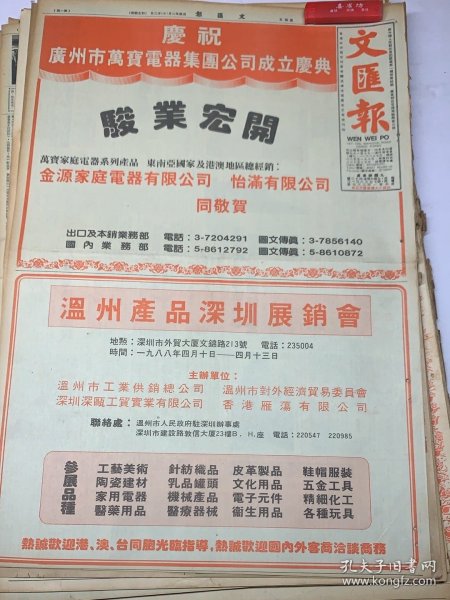 文滙報
慶祝
廣州市萬寶電器集團公司成立慶典
文滙報
WEN WEI PO
駿業宏開
萬寶家庭電器系列產品 東南亞國家及港澳地區總經銷：
金源家庭電器有限公司 怡滿有限公司
同敬賀
出口及本銷業務部 電話：3-7204291 圖文傳眞：3-7856140
國內業務部 電話：5-8612792 圖文傳眞：5-8610872
溫州產品深圳展銷會
地點：深圳市外貿大厦文錦路213號 電話：235004
時間：一九八八年四月十日——四月十三日
主辦單位：
溫州市工業供銷總公司 溫州市對外經濟貿易委員會
深圳深甌工貿實業有限公司 香港雁蕩有限公司
聯絡處：溫州市人民政府駐深圳辦事處
深圳市建設路敦信大厦23樓B．H．座 電話：220547 220985
參展品種
工藝美術 針紡織品 皮革製品 鞋帽服裝
陶瓷建材 乳品罐頭 文化用品 五金工具
家用電器 機械產品 電子元件 精細化工
醫藥用品 醫療器械 衞生用品 各種玩具
熱誠歡迎港、澳、台同胞光臨指導，熱誠歡迎國內外客商洽談商務
孔夫子旧书网